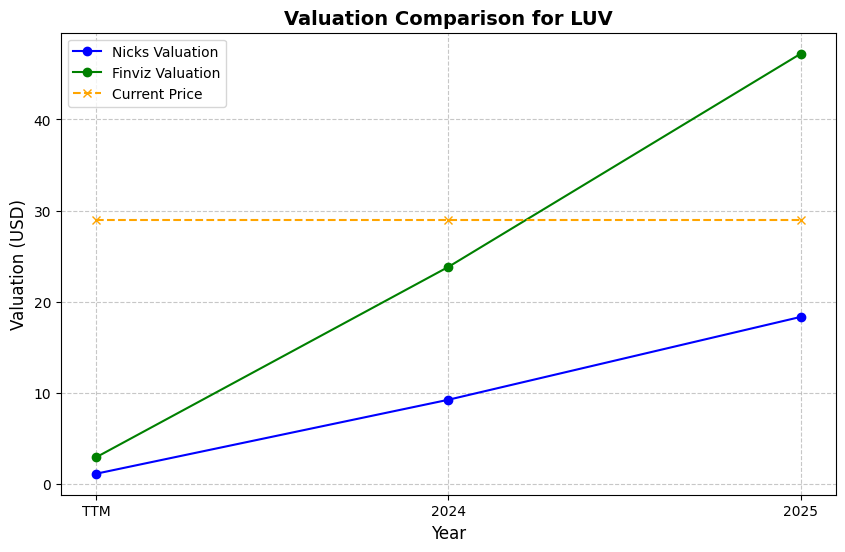 Valuation Comparison for LUV
Nicks Valuation
Finviz Valuation
Current Price
Valuation (USD)
40
30
20
10
0
TTM 2024 2025
Year